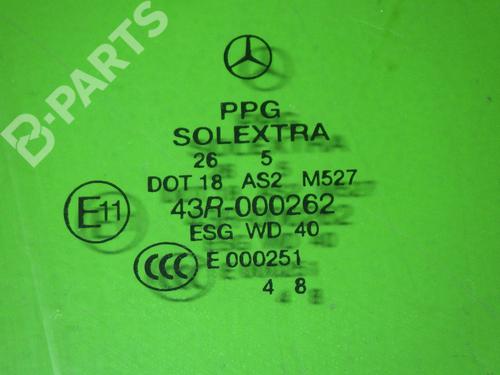 B-PARTS
PPG
SOLEXTRA
26 5
DOT 18 AS2 M527
E11 43R-000262
ESG WD 40
CCC E 000251
4 8